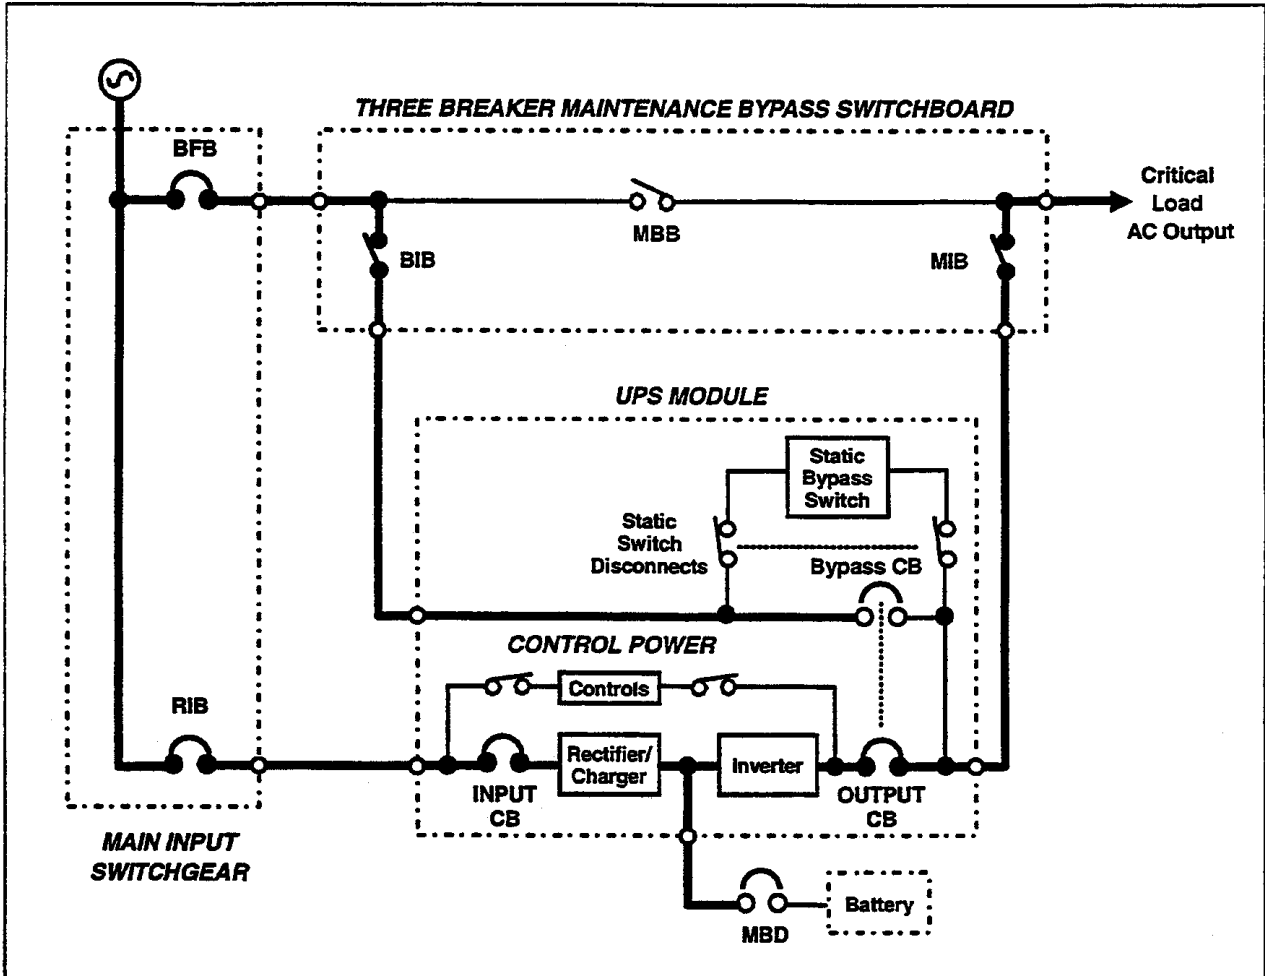 THREE BREAKER MAINTENANCE BYPASS SWITCHBOARD
BFB
MBB
BIB
MIB
Critical
Load
AC Output
UPS MODULE
Static
Bypass
Switch
Static
Switch
Disconnects
Bypass CB
CONTROL POWER
Controls
RIB
Rectifier/
Charger
Inverter
INPUT
CB
OUTPUT
CB
MAIN INPUT
SWITCHGEAR
MBD
Battery